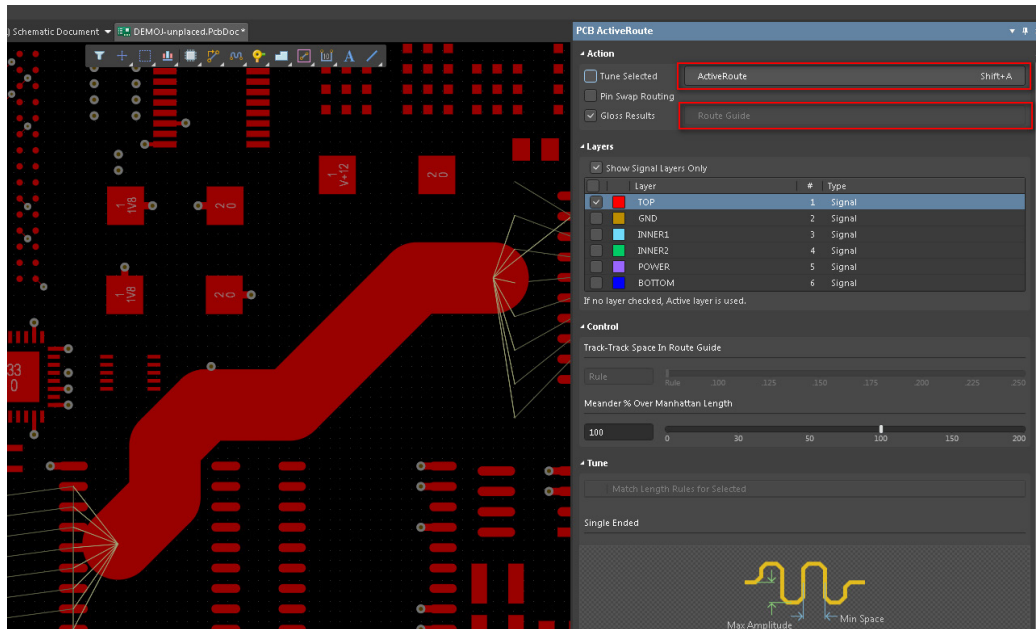 Schematic Document
DEMOJ-unplaced.PcbDoc *
PCB ActiveRoute
Action
Tune Selected
ActiveRoute Shift+A
Pin Swap Routing
Gloss Results
Route Guide
Layers
Show Signal Layers Only
Layer # Type
TOP 1 Signal
GND 2 Signal
INNER1 3 Signal
INNER2 4 Signal
POWER 5 Signal
BOTTOM 6 Signal
If no layer checked, Active layer is used.
Control
Track-Track Space In Route Guide
Rule
Rule .100 .125 .150 .175 .200 .225 .250
Meander % Over Manhattan Length
100
0 30 50 100 150 200
Tune
Match Length Rules for Selected
Single Ended
Max Amplitude
Min Space
1
V+12
2
0
1
1V8
2
0
1
1V8
2
0
33
0